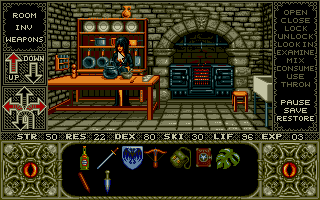 ROOM
INV
WEAPONS
UP
DOWN
OPEN
CLOSE
LOCK
UNLOCK
LOOK IN
EXAMINE
MIX
CONSUME
USE
THROW
PAUSE
SAVE
RESTORE
STR 50 RES 22 DEX 80 SKI 30 LIF 96 EXP 03